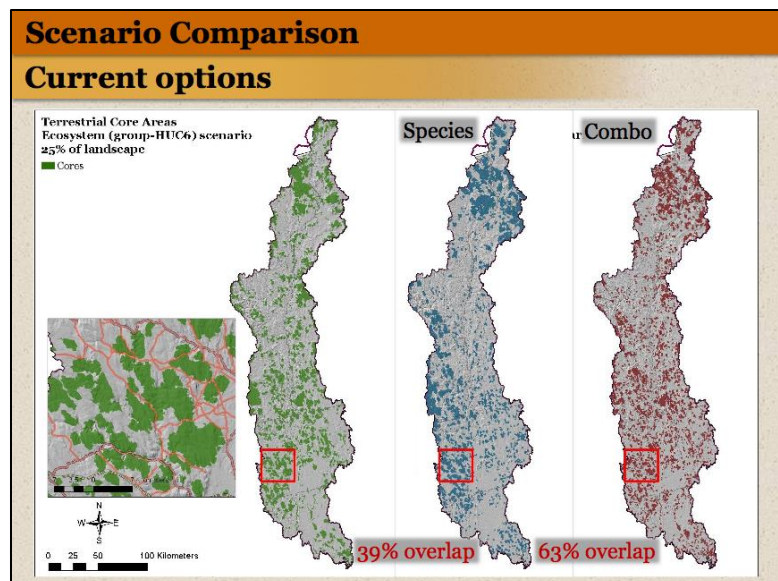 Scenario Comparison
Current options
Terrestrial Core Areas
Ecosystem (group-HUC6) scenario
25% of landscape
Cores
Species
Combo
N
W E
S
0 25 50 100 Kilometers
39% overlap
63% overlap